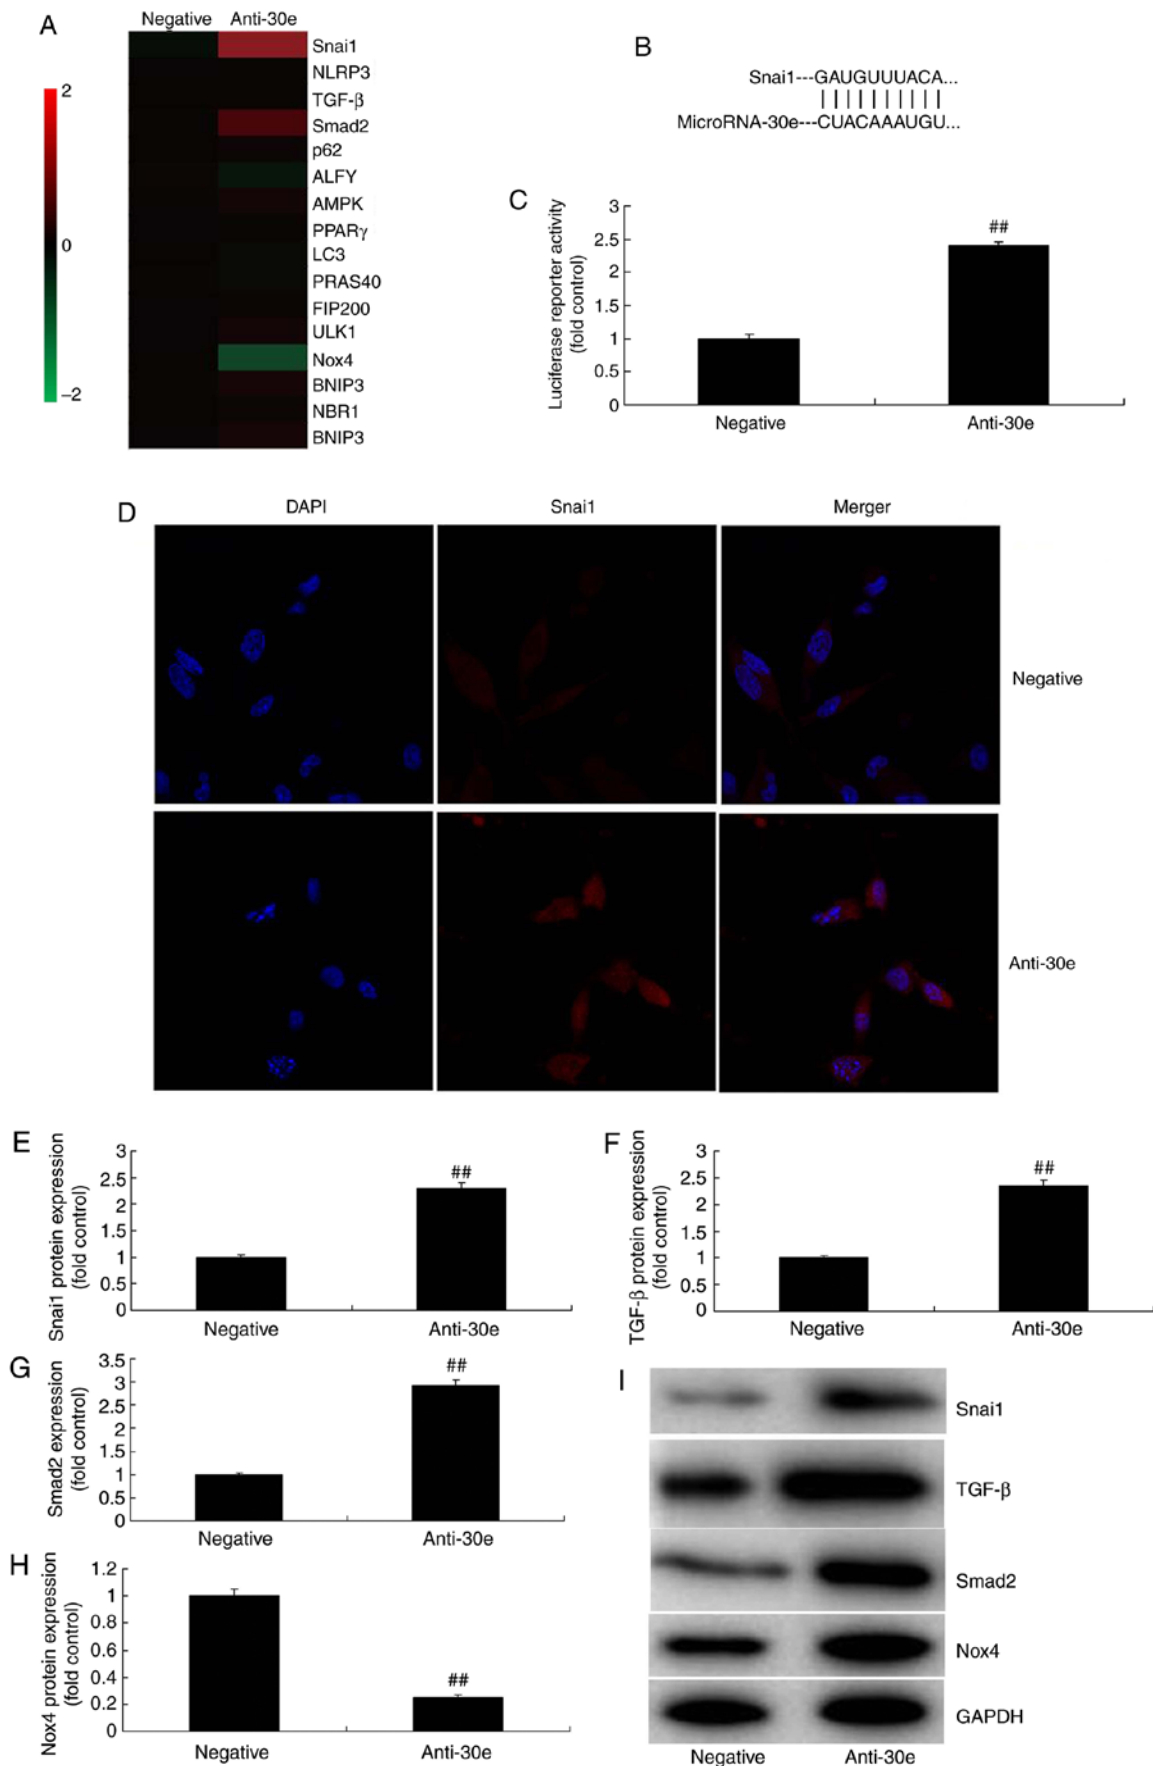 A
Negative Anti-30e
2
0
−2
Snai1
NLRP3
TGF-β
Smad2
p62
ALFY
AMPK
PPARγ
LC3
PRAS40
FIP200
ULK1
Nox4
BNIP3
NBR1
BNIP3
B
Snai1---GAUGUUUACA...
MicroRNA-30e---CUACAAAUGU...
C
Luciferase reporter activity
(fold control)
3
2.5
2
1.5
1
0.5
0
##
Negative Anti-30e
D
DAPI Snai1 Merger
Negative
Anti-30e
E
Snai1 protein expression
(fold control)
3
2.5
2
1.5
1
0.5
0
##
Negative Anti-30e
F
TGF-β protein expression
(fold control)
3
2.5
2
1.5
1
0.5
0
##
Negative Anti-30e
G
Smad2 expression
(fold control)
3.5
3
2.5
2
1.5
1
0.5
0
##
Negative Anti-30e
H
Nox4 protein expression
(fold control)
1.2
1
0.8
0.6
0.4
0.2
0
##
Negative Anti-30e
I
Snai1
TGF-β
Smad2
Nox4
GAPDH
Negative Anti-30e